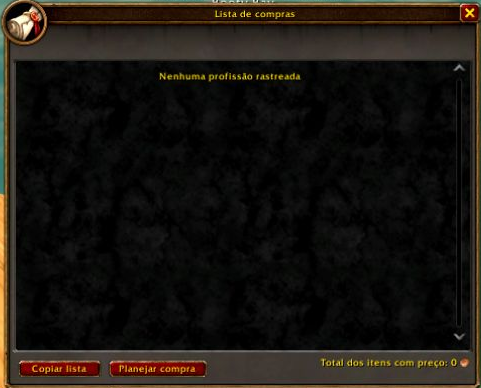 Lista de compras
Nenhuma profissão rastreada
Copiar lista
Planejar compra
Total dos itens com preço: 0